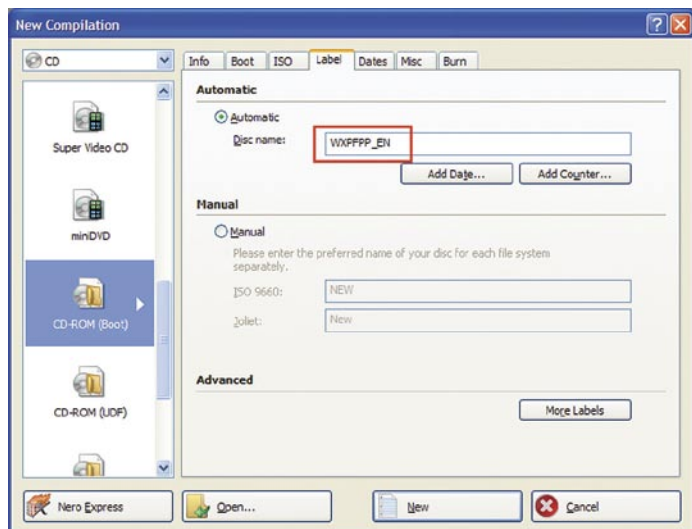 New Compilation
CD
Info Boot ISO Label Dates Misc Burn
Automatic
Automatic
Disc name: WXFFPP_EN
Add Date... Add Counter...
Super Video CD
miniDVD
CD-ROM (Boot)
CD-ROM (UDF)
Manual
Manual
Please enter the preferred name of your disc for each file system
separately.
ISO 9660: NEW
Joliet: New
Advanced
More Labels
Nero Express Open... New Cancel